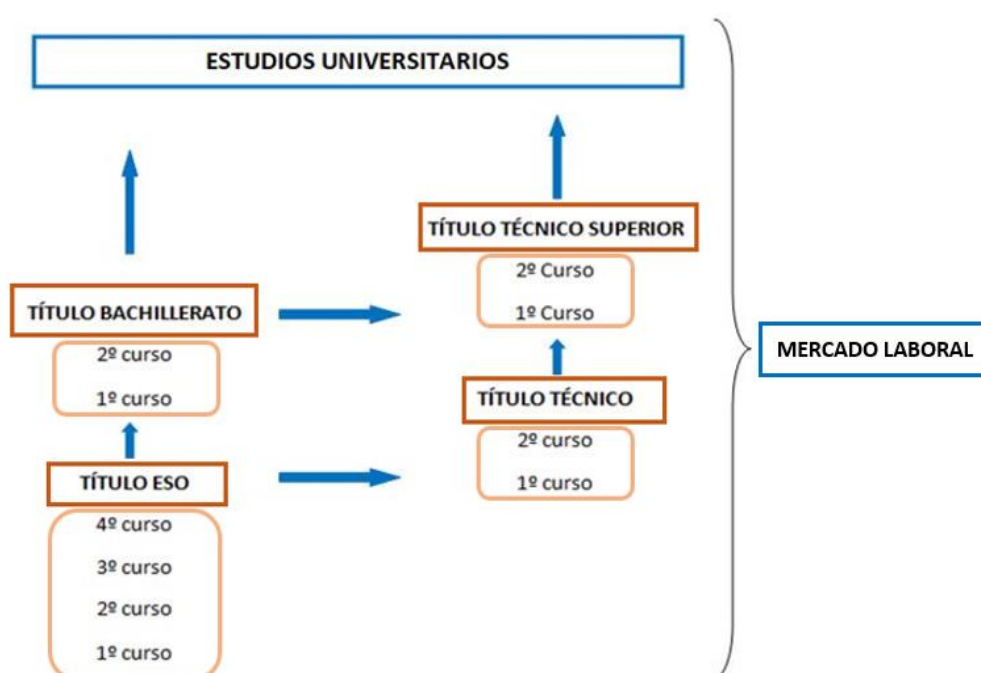 ESTUDIOS UNIVERSITARIOS
TÍTULO TÉCNICO SUPERIOR
2º Curso
1º Curso
TÍTULO BACHILLERATO
2º curso
1º curso
MERCADO LABORAL
TÍTULO TÉCNICO
2º curso
1º curso
TÍTULO ESO
4º curso
3º curso
2º curso
1º curso